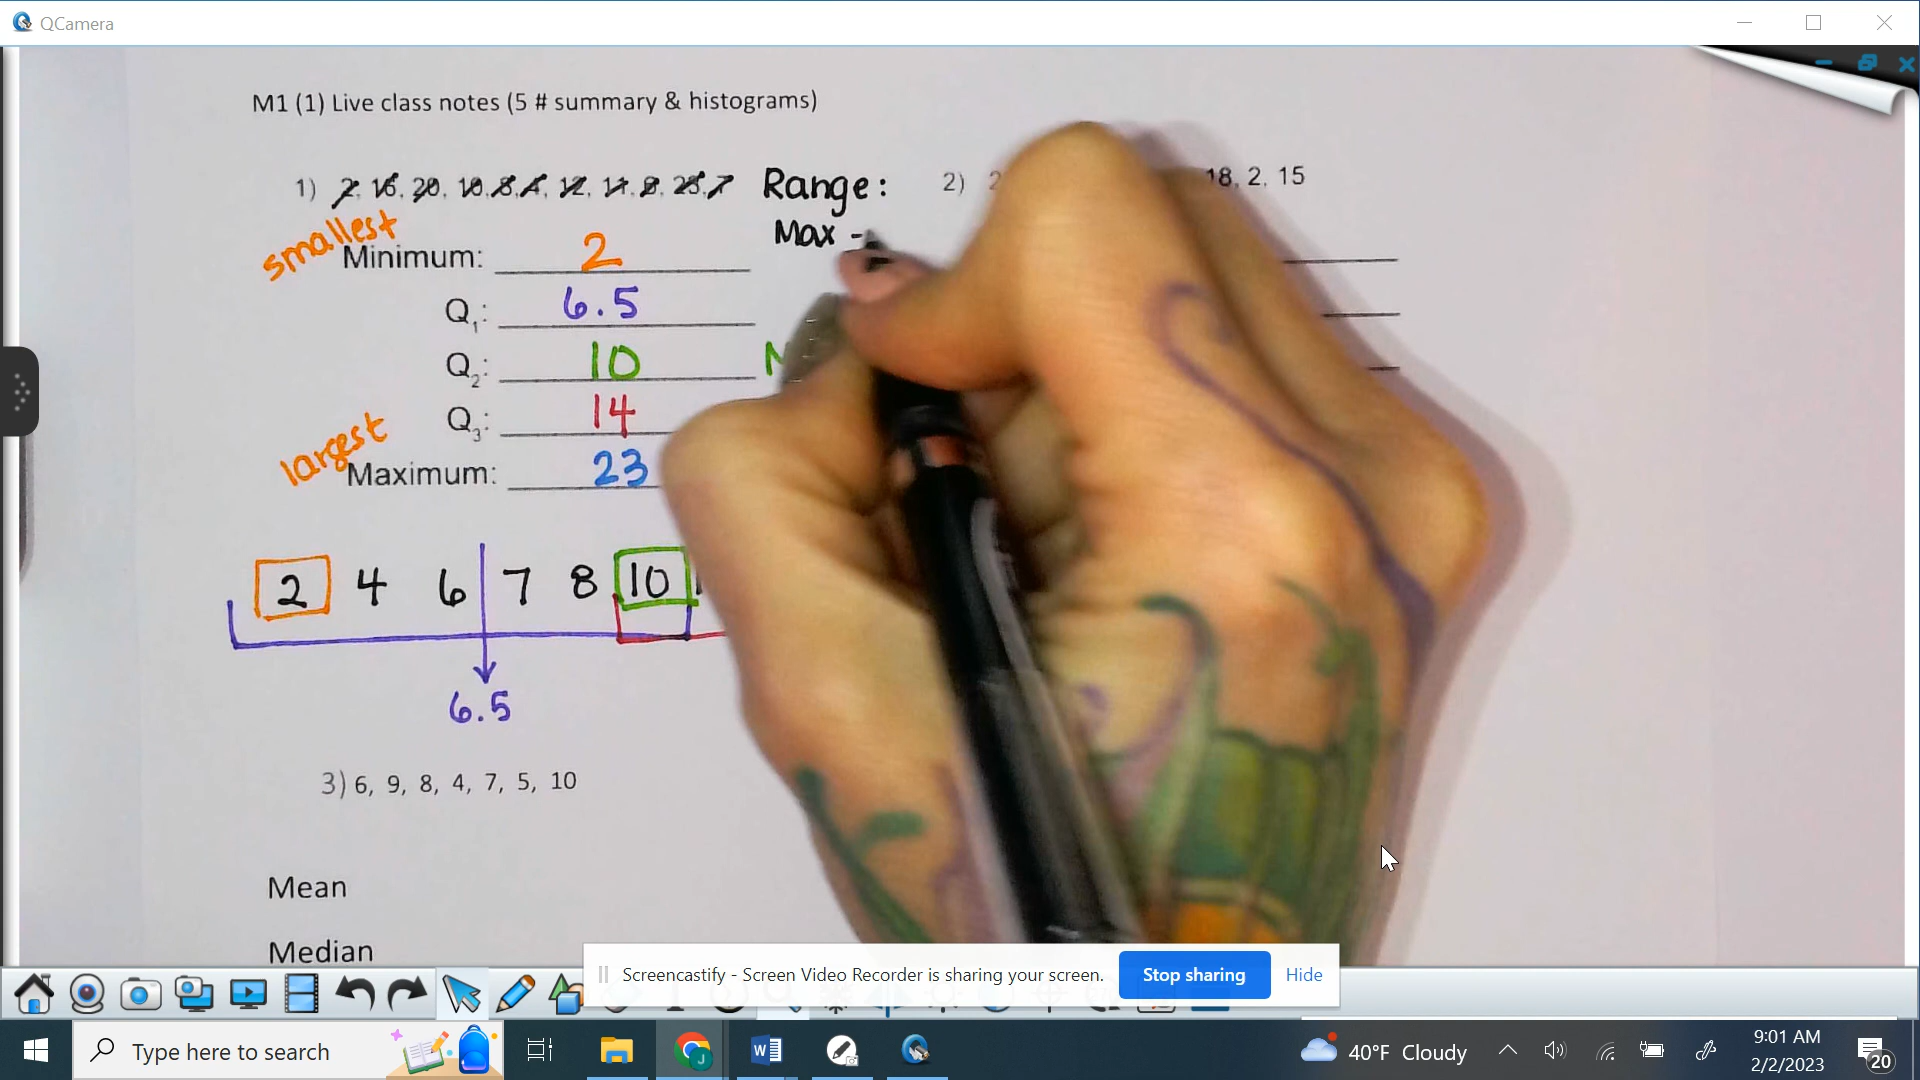 QCamera
M1 (1) Live class notes (5 # summary & histograms)
1) 2, 16, 20, 10, 8, 4, 12, 14, 8, 23, 7 Range: 2) 18, 2, 15
Max -
smallest
Minimum: 2
Q1: 6.5
Q2: 10
Q3: 14
largest
Maximum: 23
2 4 6 7 8 10
6.5
3) 6, 9, 8, 4, 7, 5, 10
Mean
Median
Screencastify - Screen Video Recorder is sharing your screen. Stop sharing Hide
Type here to search
40°F Cloudy
9:01 AM
2/2/2023
20